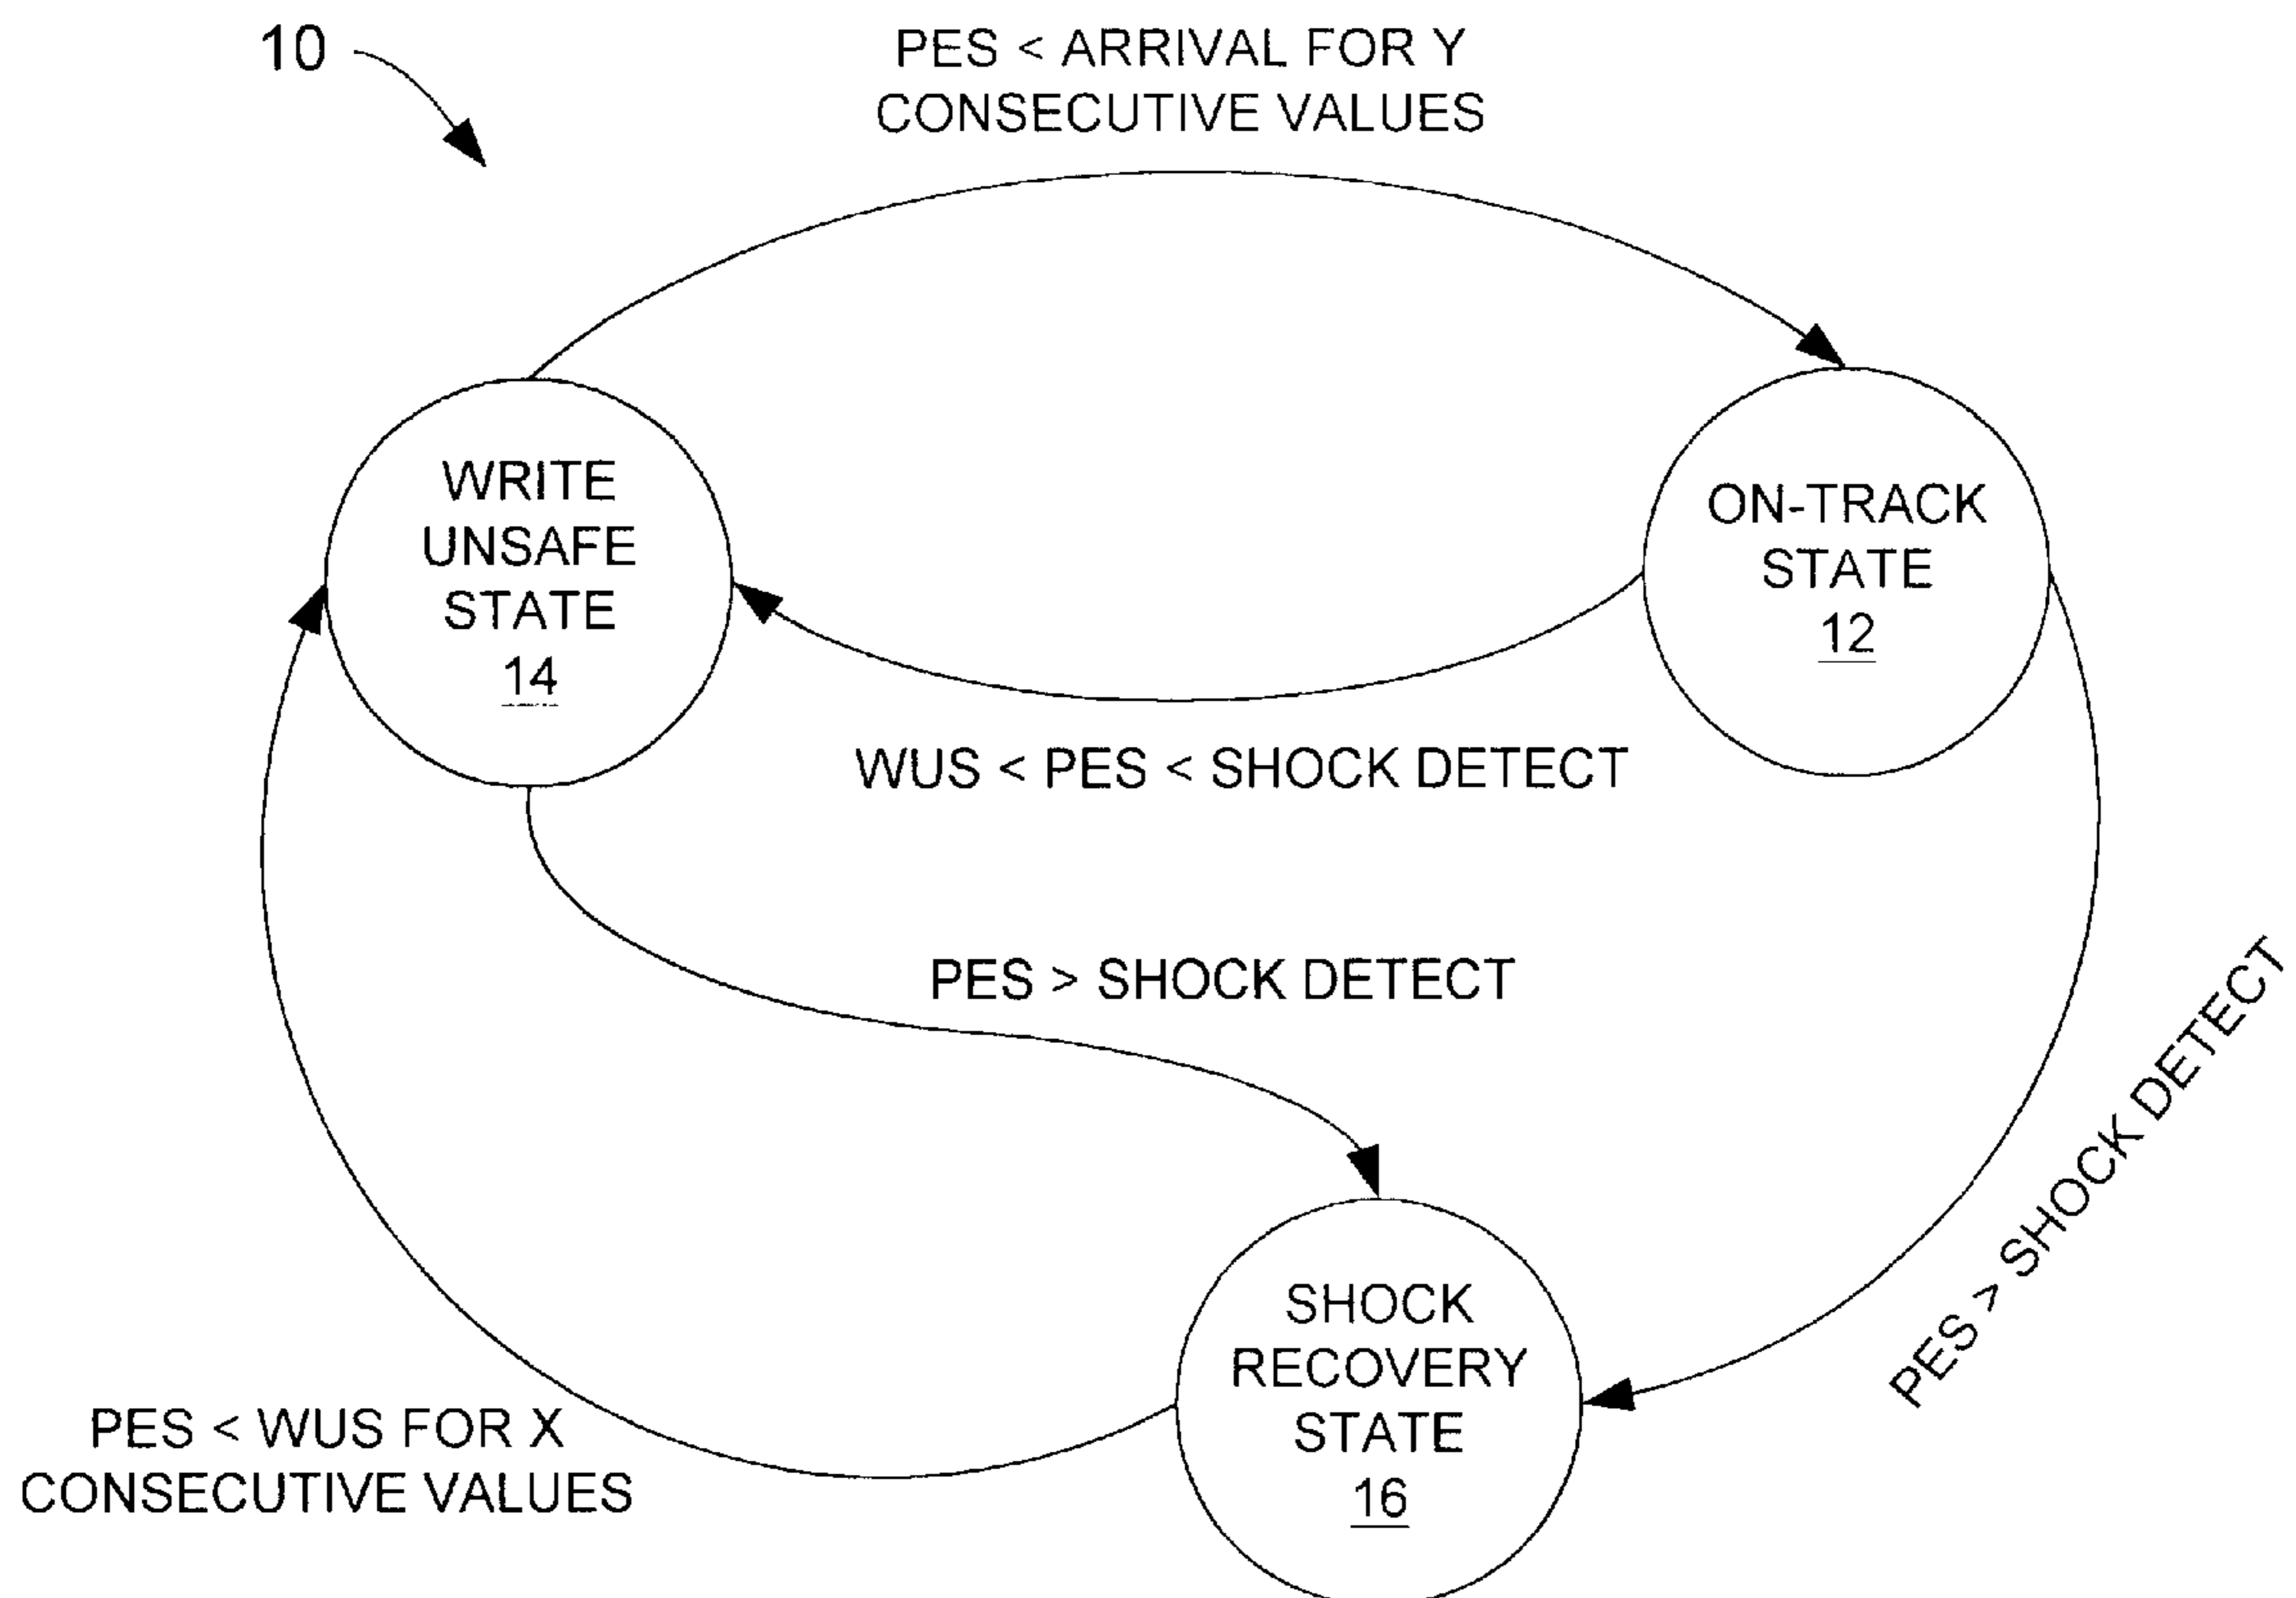 10
PES < ARRIVAL FOR Y
CONSECUTIVE VALUES
WRITE
UNSAFE
STATE
14
ON-TRACK
STATE
12
WUS < PES < SHOCK DETECT
PES > SHOCK DETECT
PES > SHOCK DETECT
SHOCK
RECOVERY
STATE
16
PES < WUS FOR X
CONSECUTIVE VALUES